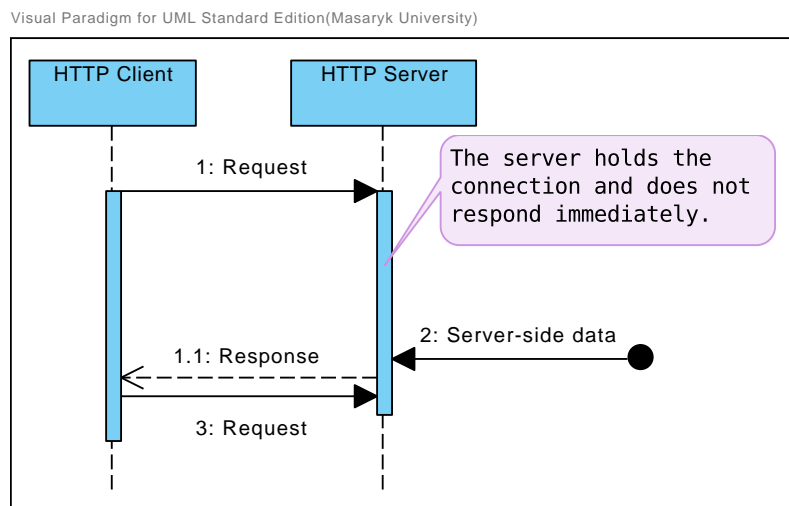 Visual Paradigm for UML Standard Edition(Masaryk University)
HTTP Client
HTTP Server
The server holds the
connection and does not
respond immediately.
1: Request
2: Server-side data
1.1: Response
3: Request